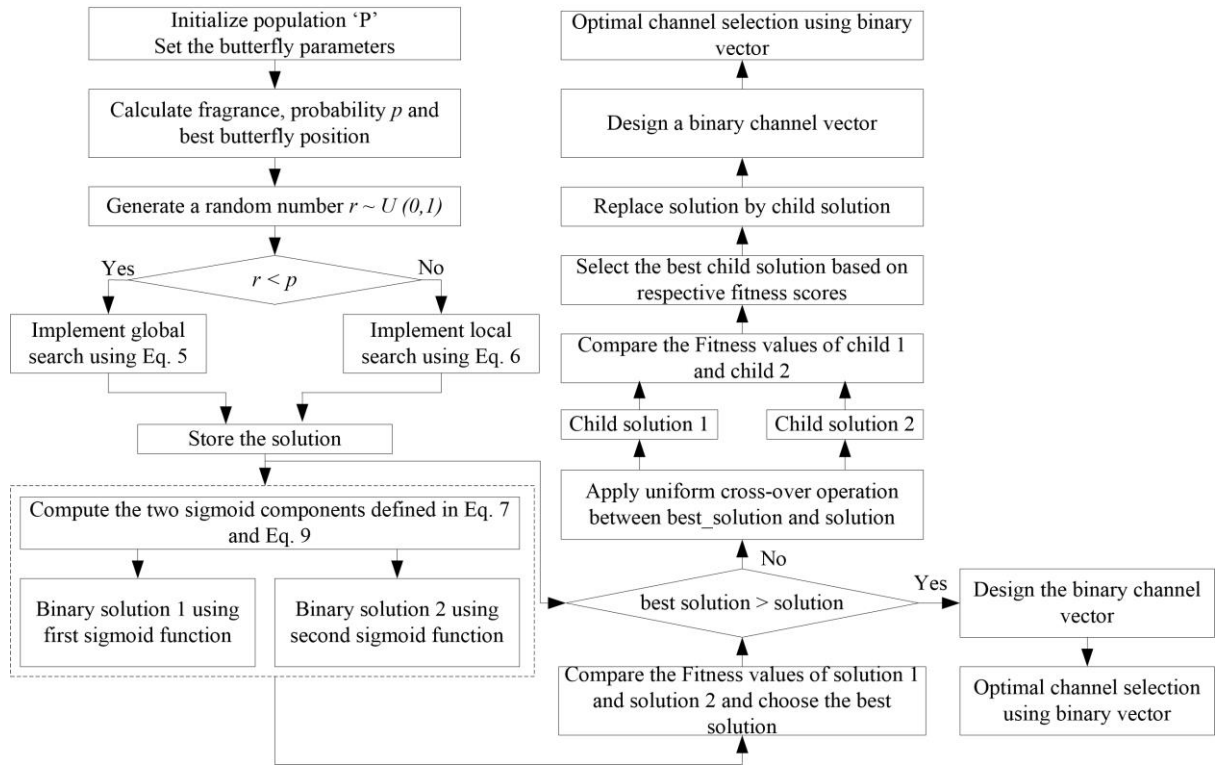 Initialize population ‘P’
Set the butterfly parameters
Calculate fragrance, probability p and
best butterfly position
Generate a random number r ~ U (0,1)
Yes
r < p
No
Implement global
search using Eq. 5
Implement local
search using Eq. 6
Store the solution
Compute the two sigmoid components defined in Eq. 7
and Eq. 9
Binary solution 1 using
first sigmoid function
Binary solution 2 using
second sigmoid function
Optimal channel selection using binary
vector
Design a binary channel vector
Replace solution by child solution
Select the best child solution based on
respective fitness scores
Compare the Fitness values of child 1
and child 2
Child solution 1
Child solution 2
Apply uniform cross-over operation
between best_solution and solution
No
best solution > solution
Yes
Compare the Fitness values of solution 1
and solution 2 and choose the best
solution
Design the binary channel
vector
Optimal channel selection
using binary vector